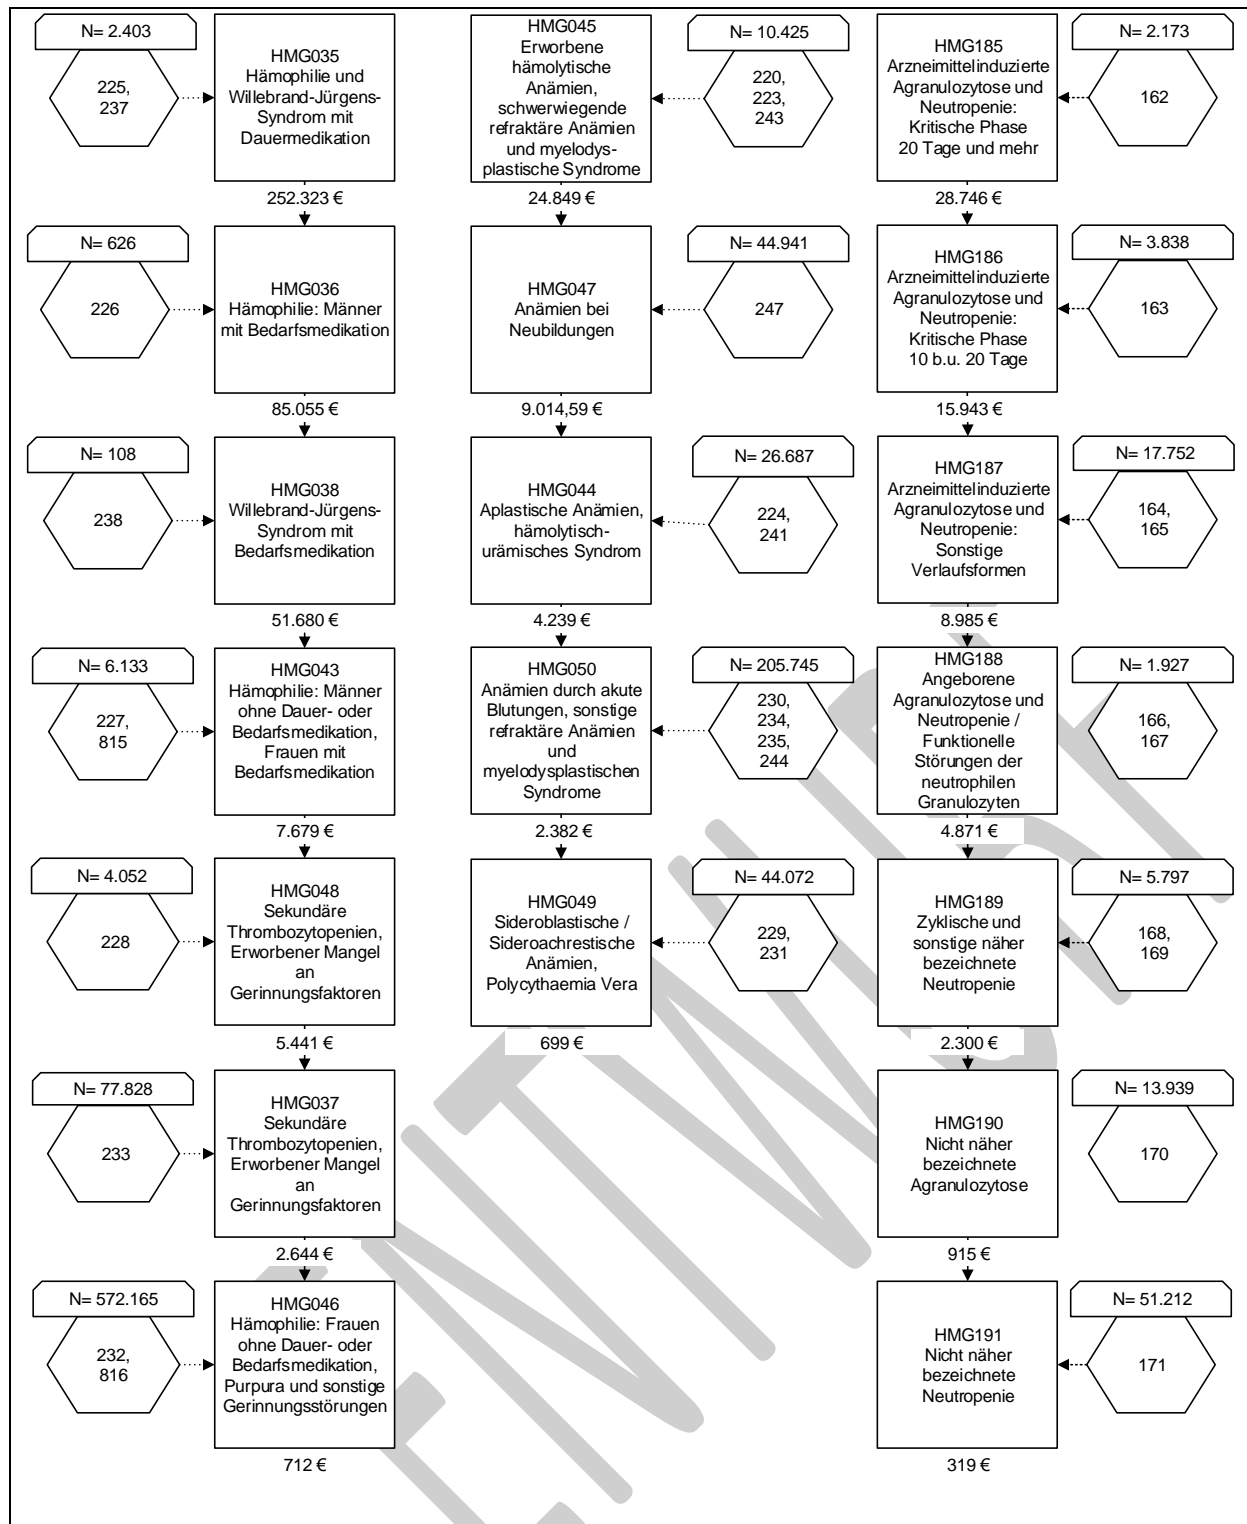 N= 2.403
225,
237
HMG035
Hämophilie und
Willebrand-Jürgens-
Syndrom mit
Dauermedikation
252.323 €
N= 626
226
HMG036
Hämophilie: Männer
mit Bedarfsmedikation
85.055 €
N= 108
238
HMG038
Willebrand-Jürgens-
Syndrom mit
Bedarfsmedikation
51.680 €
N= 6.133
227,
815
HMG043
Hämophilie: Männer
ohne Dauer- oder
Bedarfsmedikation,
Frauen mit
Bedarfsmedikation
7.679 €
N= 4.052
228
HMG048
Sekundäre
Thrombozytopenien,
Erworbener Mangel
an
Gerinnungsfaktoren
5.441 €
N= 77.828
233
HMG037
Sekundäre
Thrombozytopenien,
Erworbener Mangel
an
Gerinnungsfaktoren
2.644 €
N= 572.165
232,
816
HMG046
Hämophilie: Frauen
ohne Dauer- oder
Bedarfsmedikation,
Purpura und sonstige
Gerinnungsstörungen
712 €
HMG045
Erworbene
hämolytische
Anämien,
schwerwiegende
refraktäre Anämien
und myelodys-
plastische Syndrome
N= 10.425
220,
223,
243
24.849 €
HMG047
Anämien bei
Neubildungen
N= 44.941
247
9.014,59 €
HMG044
Aplastische Anämien,
hämolytisch-
urämisches Syndrom
N= 26.687
224,
241
4.239 €
HMG050
Anämien durch akute
Blutungen, sonstige
refraktäre Anämien
und
myelodysplastischen
Syndrome
N= 205.745
230,
234,
235,
244
2.382 €
HMG049
Sideroblastische /
Sideroachrestische
Anämien,
Polycythaemia Vera
N= 44.072
229,
231
699 €
HMG185
Arzneimittelinduzierte
Agranulozytose und
Neutropenie:
Kritische Phase
20 Tage und mehr
N= 2.173
162
28.746 €
HMG186
Arzneimittelinduzierte
Agranulozytose und
Neutropenie:
Kritische Phase
10 b.u. 20 Tage
N= 3.838
163
15.943 €
HMG187
Arzneimittelinduzierte
Agranulozytose und
Neutropenie:
Sonstige
Verlaufsformen
N= 17.752
164,
165
8.985 €
HMG188
Angeborene
Agranulozytose und
Neutropenie /
Funktionelle
Störungen der
neutrophilen
Granulozyten
N= 1.927
166,
167
4.871 €
HMG189
Zyklische und
sonstige näher
bezeichnete
Neutropenie
N= 5.797
168,
169
2.300 €
HMG190
Nicht näher
bezeichnete
Agranulozytose
N= 13.939
170
915 €
HMG191
Nicht näher
bezeichnete
Neutropenie
N= 51.212
171
319 €
ENTWURF